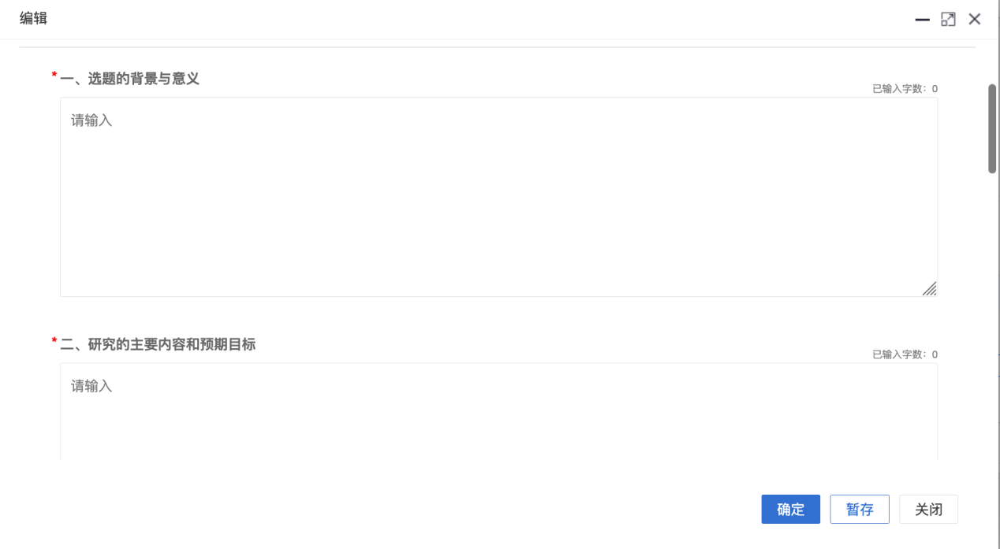 编辑
* 一、选题的背景与意义
已输入字数：0
请输入
* 二、研究的主要内容和预期目标
已输入字数：0
请输入
确定 暂存 关闭